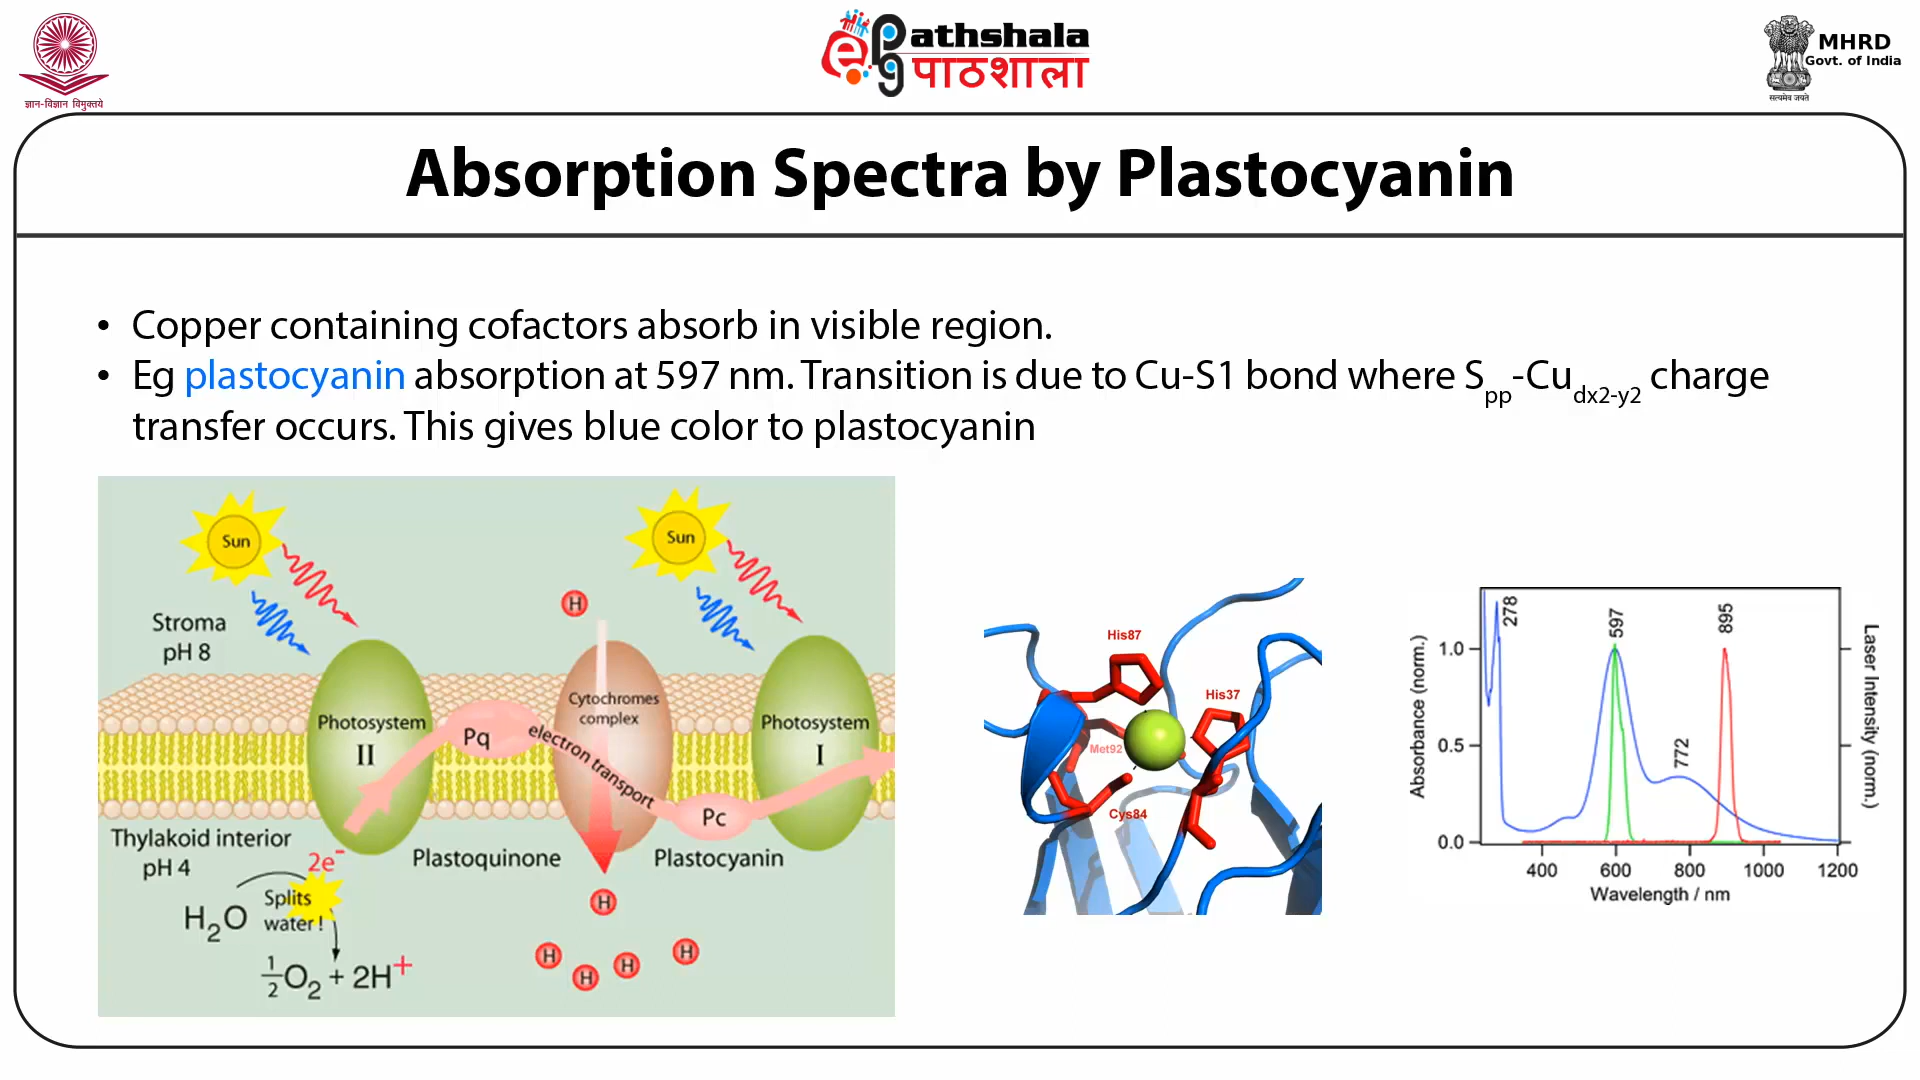 ज्ञान-विज्ञान विमुक्तये
ePathshala
पाठशाला
MHRD
Govt. of India
सत्यमेव जयते
Absorption Spectra by Plastocyanin
• Copper containing cofactors absorb in visible region.
• Eg plastocyanin absorption at 597 nm. Transition is due to Cu-S1 bond where Spp-Cudx2-y2 charge
transfer occurs. This gives blue color to plastocyanin
Sun
Sun
Stroma
pH 8
H
Photosystem
II
Pq
Cytochromes
complex
electron transport
Pc
Photosystem
I
Thylakoid interior
pH 4
2e-
Plastoquinone
Plastocyanin
H2O
Splits
water!
1/2 O2 + 2H+
H
H
H
H
H
His87
His37
Met92
Cys84
Absorbance (norm.)
1.0
0.5
0.0
278
597
772
895
Laser Intensity (norm.)
400 600 800 1000 1200
Wavelength / nm